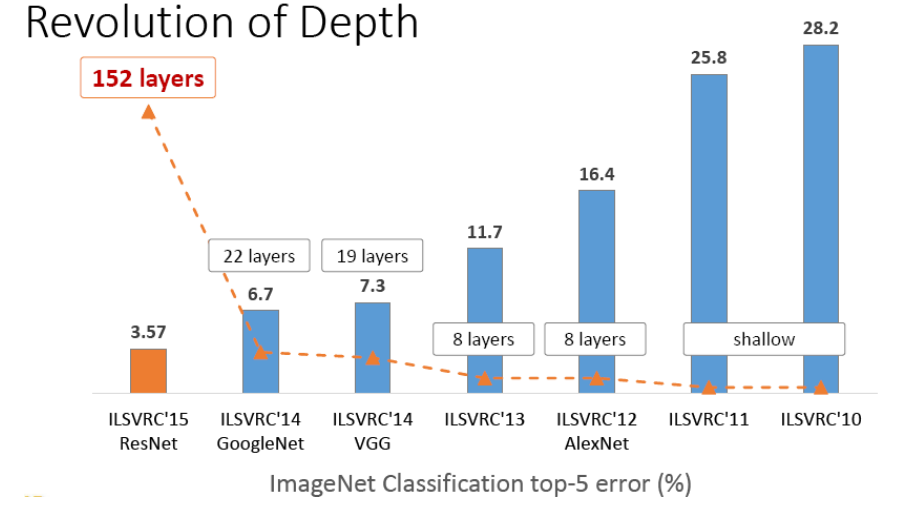 Revolution of Depth
28.2
25.8
152 layers
16.4
11.7
22 layers
19 layers
6.7
7.3
3.57
8 layers
8 layers
shallow
ILSVRC'15
ResNet
ILSVRC'14
GoogleNet
ILSVRC'14
VGG
ILSVRC'13
ILSVRC'12
AlexNet
ILSVRC'11
ILSVRC'10
ImageNet Classification top-5 error (%)